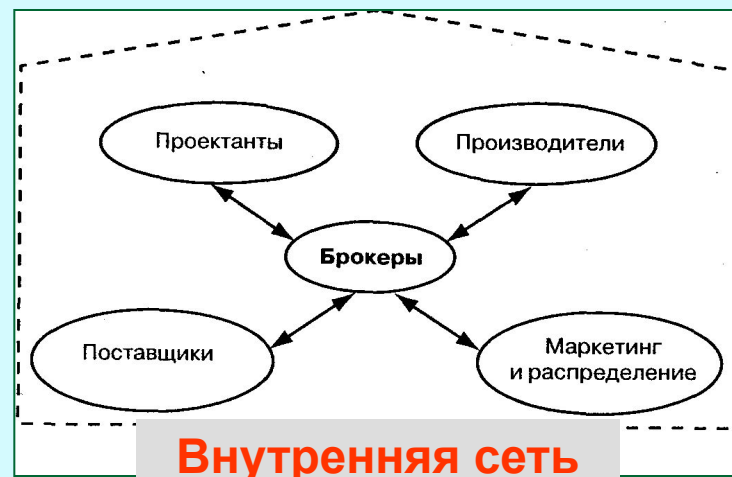 Проектанты
Производители
Брокеры
Поставщики
Маркетинг
и распределение
Внутренняя сеть